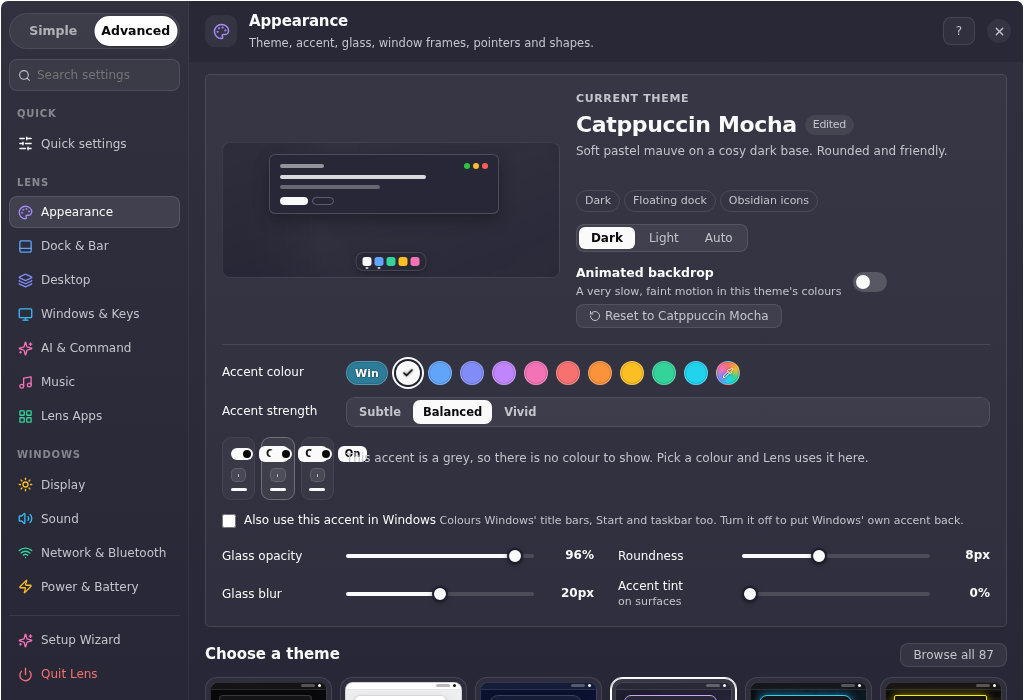 Simple
Advanced
Search settings
QUICK
Quick settings
LENS
Appearance
Dock & Bar
Desktop
Windows & Keys
AI & Command
Music
Lens Apps
WINDOWS
Display
Sound
Network & Bluetooth
Power & Battery
Setup Wizard
Quit Lens
Appearance
Theme, accent, glass, window frames, pointers and shapes.
?
CURRENT THEME
Catppuccin Mocha
Edited
Soft pastel mauve on a cosy dark base. Rounded and friendly.
Dark
Floating dock
Obsidian icons
Dark
Light
Auto
Animated backdrop
A very slow, faint motion in this theme's colours
Reset to Catppuccin Mocha
Accent colour
Win
Accent strength
Subtle
Balanced
Vivid
On
accent is a grey, so there is no colour to show. Pick a colour and Lens uses it here.
Also use this accent in Windows Colours Windows' title bars, Start and taskbar too. Turn it off to put Windows' own accent back.
Glass opacity
96%
Roundness
8px
Glass blur
20px
Accent tint
on surfaces
0%
Choose a theme
Browse all 87